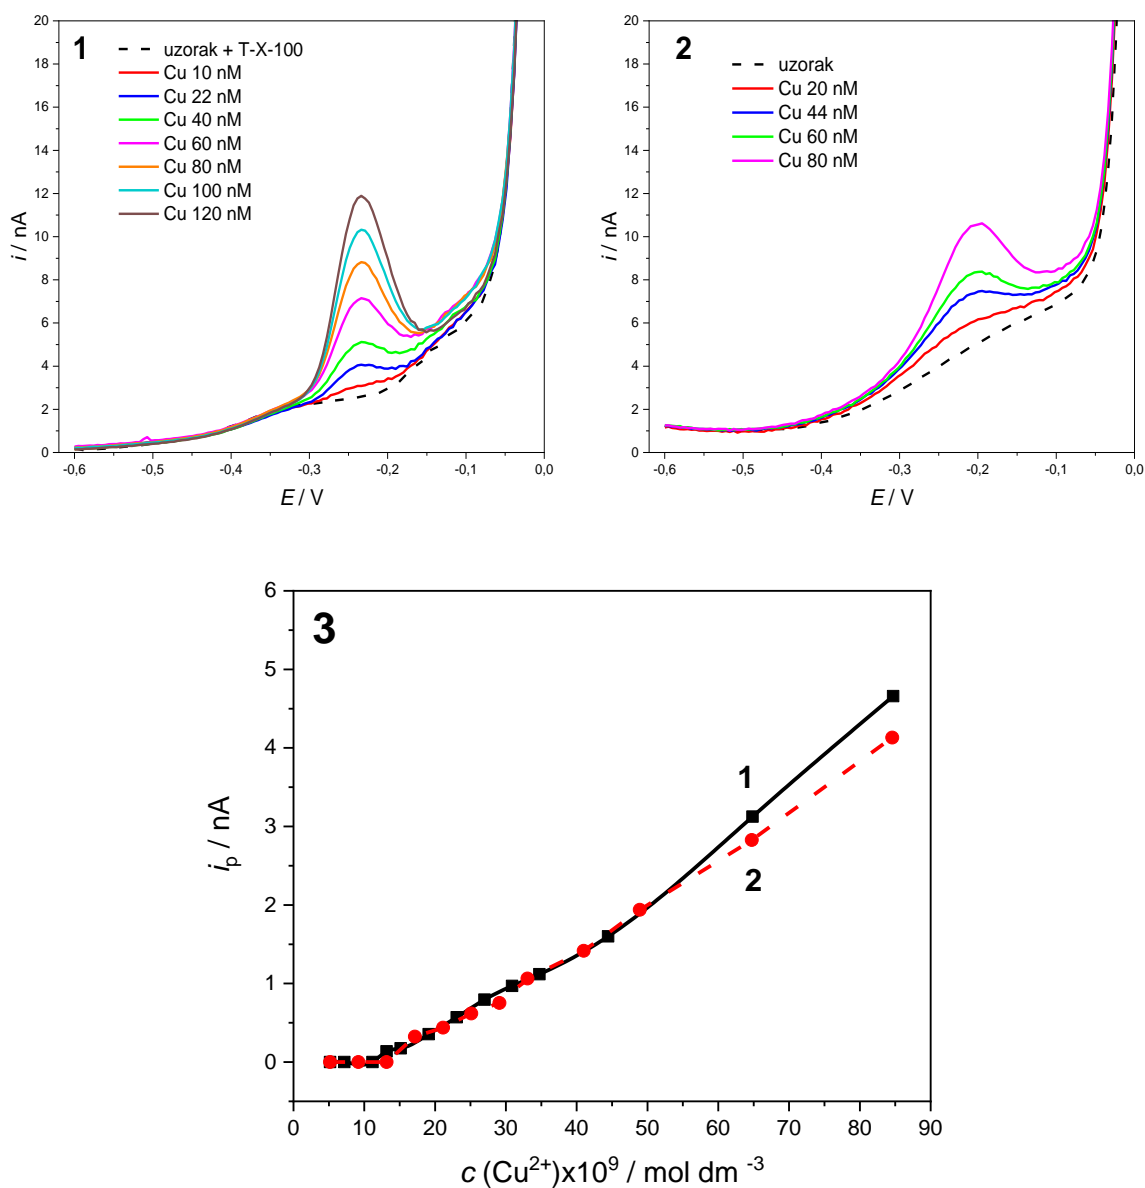 1
uzorak + T-X-100
Cu 10 nM
Cu 22 nM
Cu 40 nM
Cu 60 nM
Cu 80 nM
Cu 100 nM
Cu 120 nM
20
18
16
14
12
10
8
6
4
2
0
i / nA
-0,6 -0,5 -0,4 -0,3 -0,2 -0,1 0,0
E / V
2
uzorak
Cu 20 nM
Cu 44 nM
Cu 60 nM
Cu 80 nM
20
18
16
14
12
10
8
6
4
2
0
i / nA
-0,6 -0,5 -0,4 -0,3 -0,2 -0,1 0,0
E / V
3
6
5
4
3
2
1
0
i_p / nA
1
2
0 10 20 30 40 50 60 70 80 90
c (Cu²⁺)x10⁹ / mol dm ⁻³